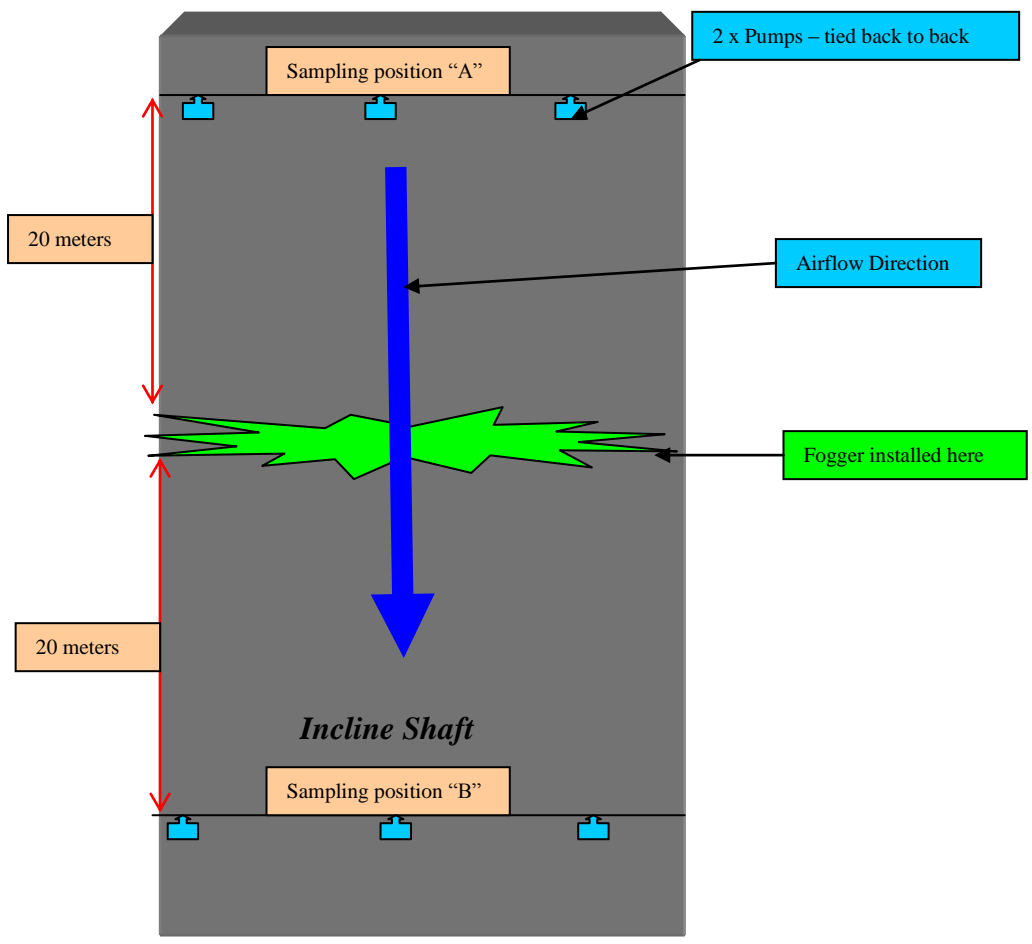 2 x Pumps – tied back to back
Sampling position “A”
20 meters
Airflow Direction
Fogger installed here
20 meters
Incline Shaft
Sampling position “B”